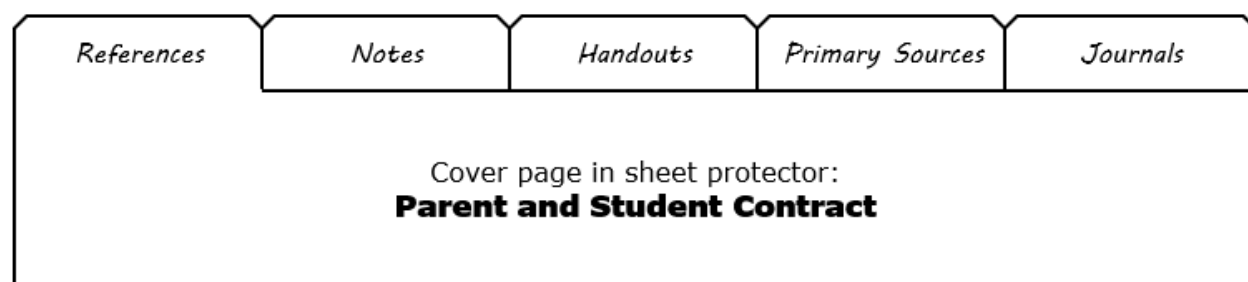 References Notes Handouts Primary Sources Journals
Cover page in sheet protector:
Parent and Student Contract